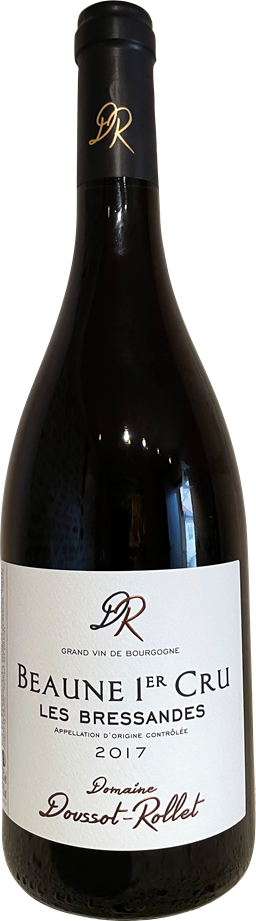 DR
DR
GRAND VIN DE BOURGOGNE
BEAUNE 1ER CRU
LES BRESSANDES
APPELLATION D'ORIGINE CONTRÔLÉE
2017
Domaine
Doussot-Rollet